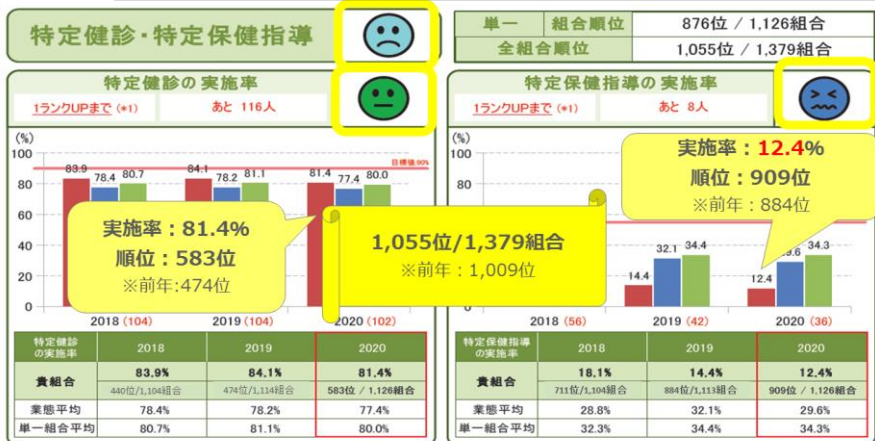 特定健診・特定保健指導
単一 組合順位 876位 / 1,126組合
全組合順位 1,055位 / 1,379組合
特定健診の実施率
1ランクUPまで (*1) あと 116人
(%)
100
80
60
40
20
0
目標値:90%
83.9 78.4 80.7
84.1 78.2 81.1
81.4 77.4 80.0
実施率:81.4%
順位:583位
※前年:474位
2018 (104) 2019 (104) 2020 (102)
特定健診の実施率 2018 2019 2020
貴組合 83.9% 84.1% 81.4%
440位/1,104組合 474位/1,114組合 583位 / 1,126組合
業態平均 78.4% 78.2% 77.4%
単一組合平均 80.7% 81.1% 80.0%
1,055位/1,379組合
※前年:1,009位
特定保健指導の実施率
1ランクUPまで (*1) あと 8人
(%)
100
80
実施率:12.4%
順位:909位
※前年:884位
14.4 32.1 34.4
12.4 34.3
2018 (56) 2019 (42) 2020 (36)
特定保健指導の実施率 2018 2019 2020
貴組合 18.1% 14.4% 12.4%
711位/1,104組合 884位/1,113組合 909位 / 1,126組合
業態平均 28.8% 32.1% 29.6%
単一組合平均 32.3% 34.4% 34.3%